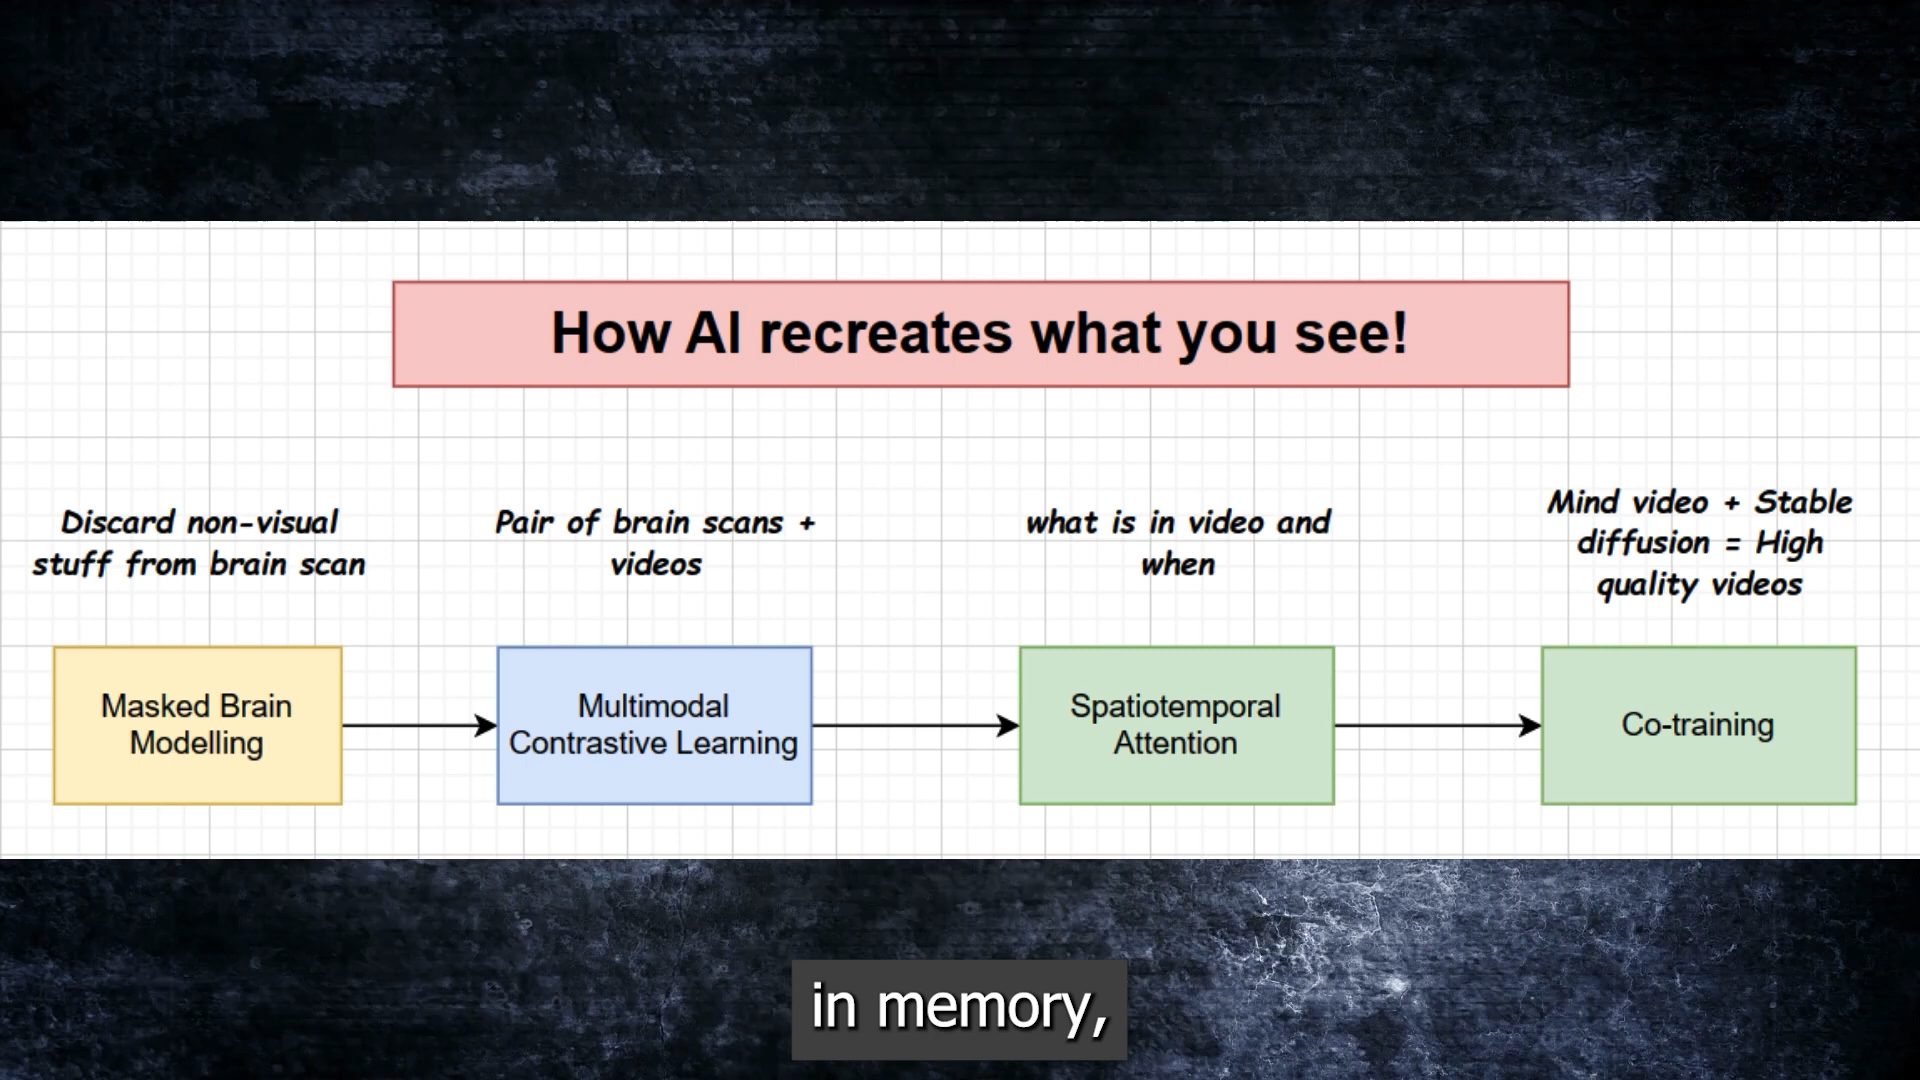 How AI recreates what you see!
Discard non-visual
stuff from brain scan
Pair of brain scans +
videos
what is in video and
when
Mind video + Stable
diffusion = High
quality videos
Masked Brain
Modelling
Multimodal
Contrastive Learning
Spatiotemporal
Attention
Co-training
in memory,